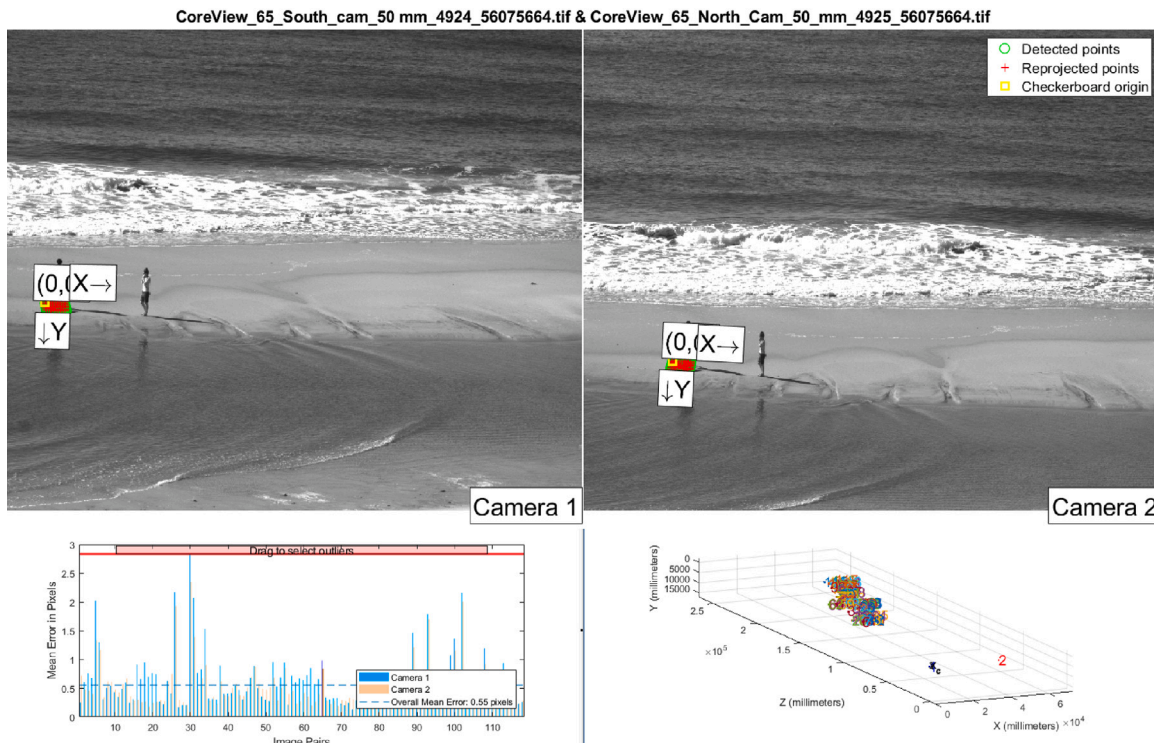 CoreView_65_South_cam_50 mm_4924_56075664.tif & CoreView_65_North_Cam_50_mm_4925_56075664.tif
Detected points
Reprojected points
Checkerboard origin
(0,0
X→
↓Y
(0,0
X→
↓Y
Camera 1
Camera 2
Drag to select outliers
Mean Error in Pixels
3
2.5
2
1.5
1
0.5
0
Camera 1
Camera 2
Overall Mean Error: 0.55 pixels
10 20 30 40 50 60 70 80 90 100 110
Image Pairs
Y (millimeters)
0
5000
10000
15000
2.5
2
1.5
1
0.5
0
×10⁵
Z (millimeters)
2
c
0
2
4
6
×10⁴
X (millimeters)